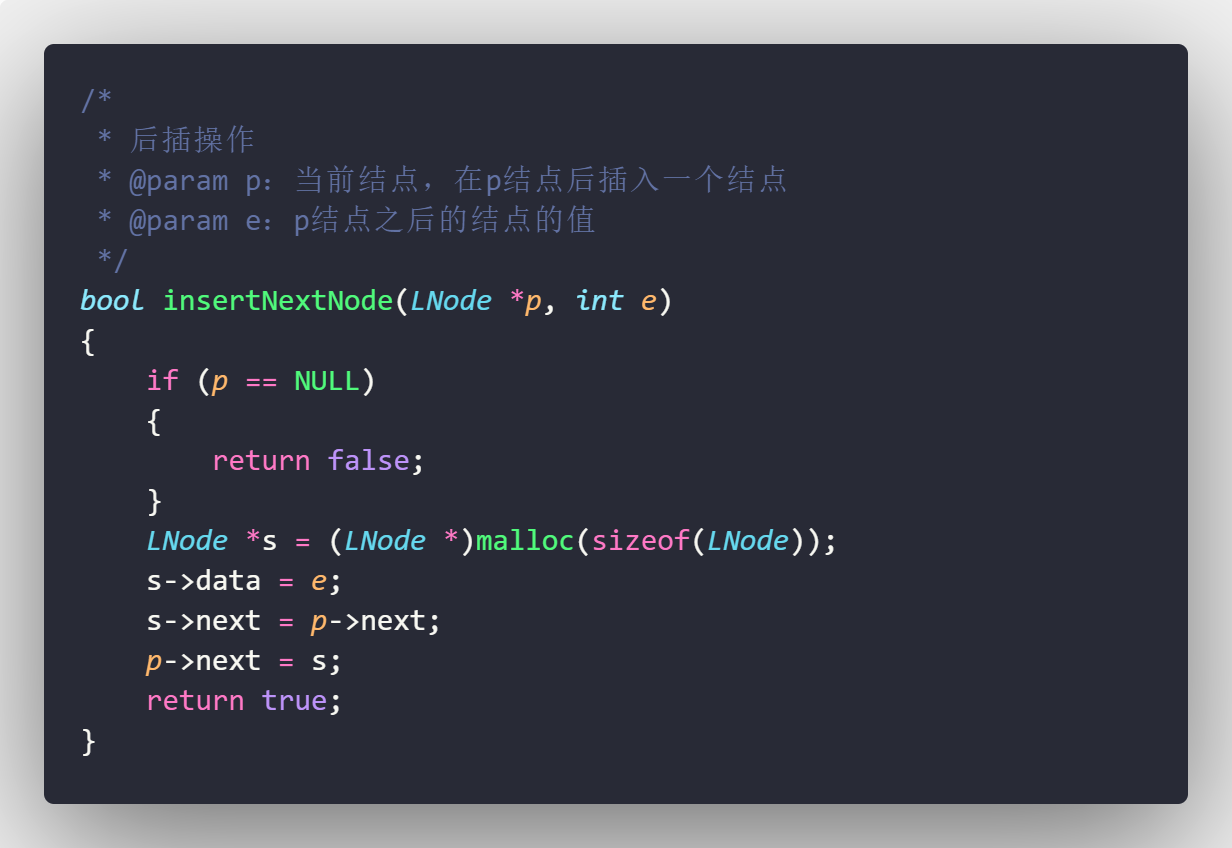 /*
 * 后插操作
 * @param p：当前结点，在p结点后插入一个结点
 * @param e：p结点之后的结点的值
 */
bool insertNextNode(LNode *p, int e)
{
    if (p == NULL)
    {
        return false;
    }
    LNode *s = (LNode *)malloc(sizeof(LNode));
    s->data = e;
    s->next = p->next;
    p->next = s;
    return true;
}